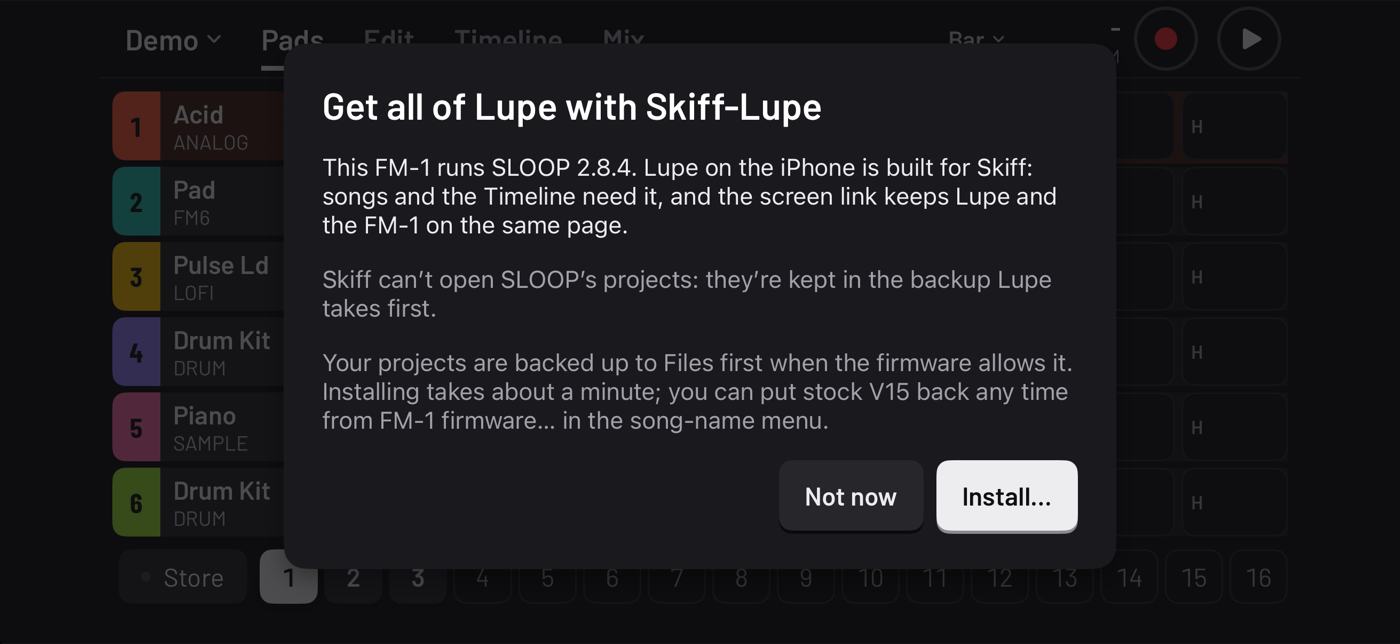 Demo Pads Edit Timeline Mix Bar
Get all of Lupe with Skiff-Lupe
This FM-1 runs SLOOP 2.8.4. Lupe on the iPhone is built for Skiff:
songs and the Timeline need it, and the screen link keeps Lupe and
the FM-1 on the same page.
Skiff can’t open SLOOP’s projects: they’re kept in the backup Lupe
takes first.
Your projects are backed up to Files first when the firmware allows it.
Installing takes about a minute; you can put stock V15 back any time
from FM-1 firmware… in the song-name menu.
Not now Install…
1 Acid H
ANALOG
2 Pad H
FM6
3 Pulse Ld H
LOFI
4 Drum Kit H
DRUM
5 Piano H
SAMPLE
6 Drum Kit H
DRUM
Store 1 2 3 4 5 6 7 8 9 10 11 12 13 14 15 16